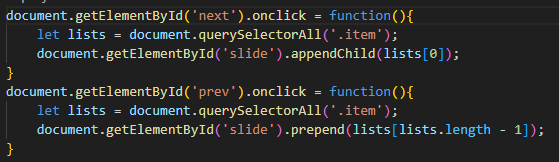 document.getElementById('next').onclick = function(){
    let lists = document.querySelectorAll('.item');
    document.getElementById('slide').appendChild(lists[0]);
}
document.getElementById('prev').onclick = function(){
    let lists = document.querySelectorAll('.item');
    document.getElementById('slide').prepend(lists[lists.length - 1]);
}